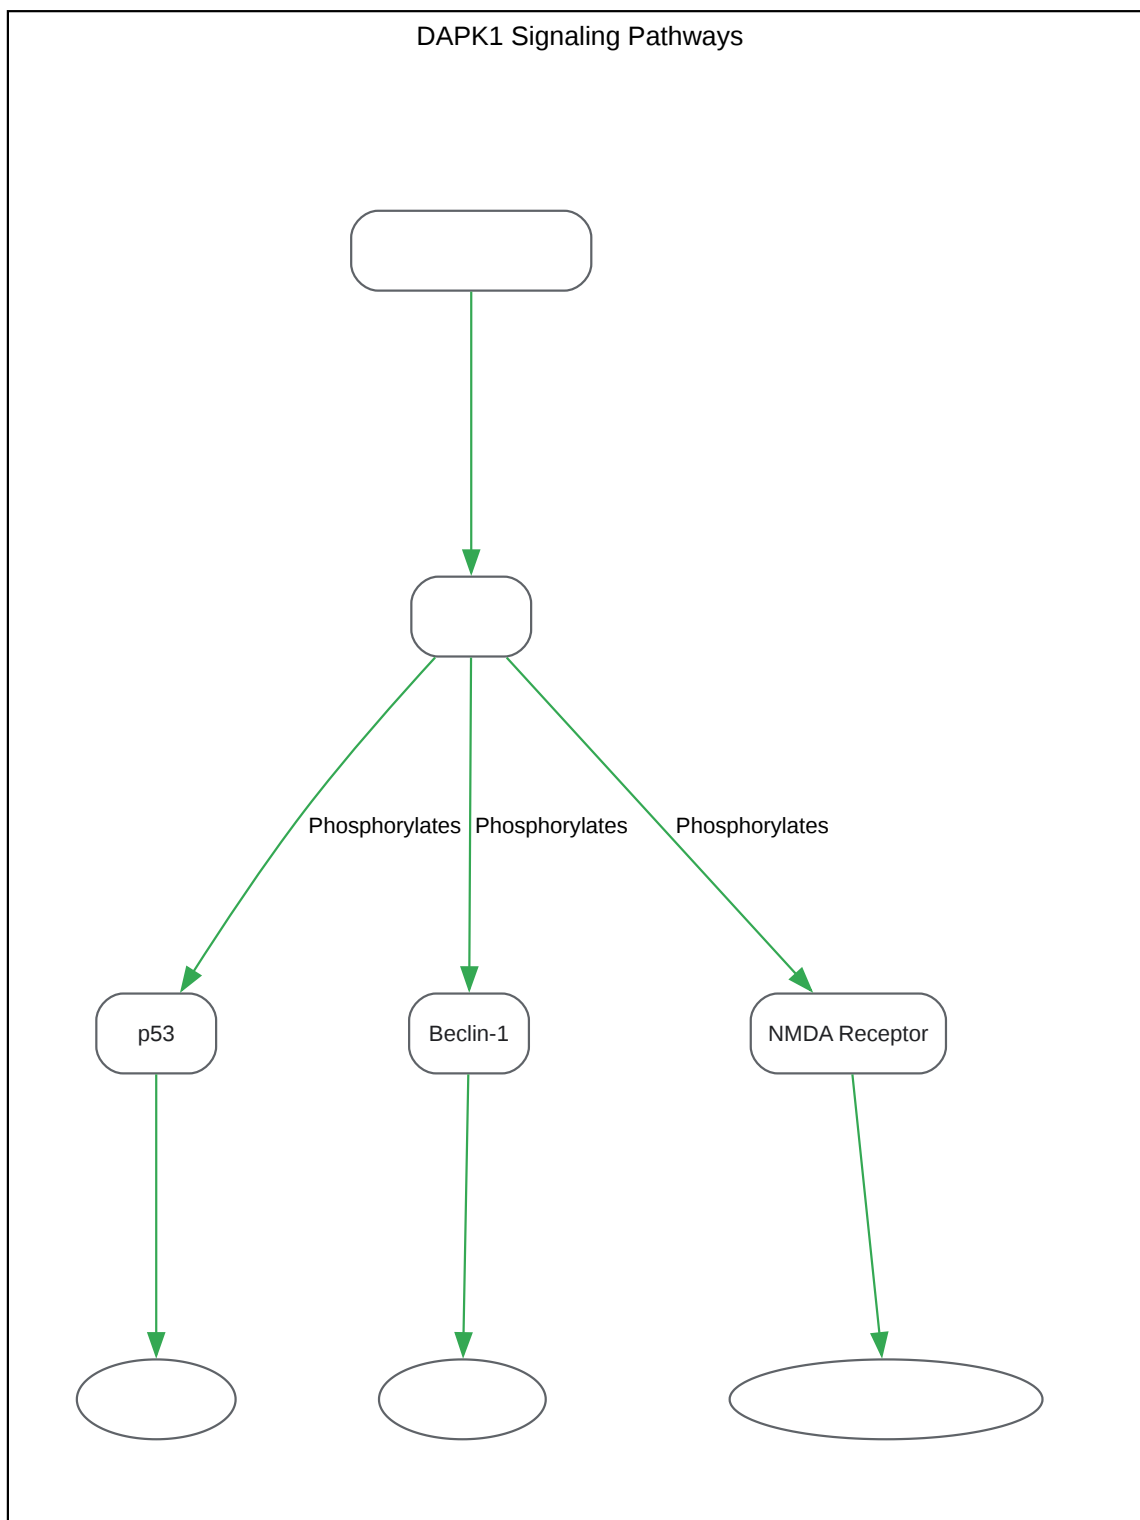 DAPK1 Signaling Pathways
Phosphorylates
Phosphorylates
Phosphorylates
p53
Beclin-1
NMDA Receptor